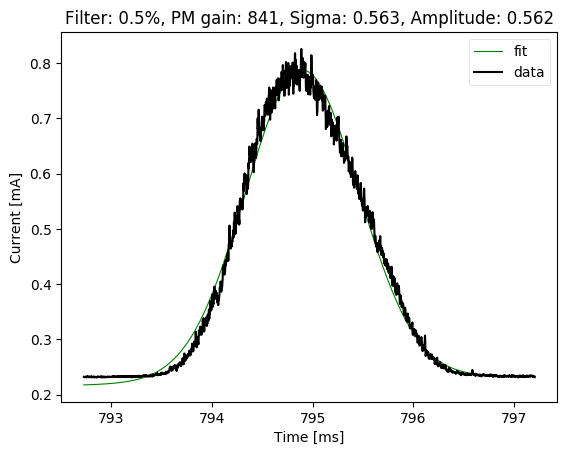 Filter: 0.5%, PM gain: 841, Sigma: 0.563, Amplitude: 0.562
fit
data
0.8
0.7
0.6
0.5
0.4
0.3
0.2
Current [mA]
793 794 795 796 797
Time [ms]